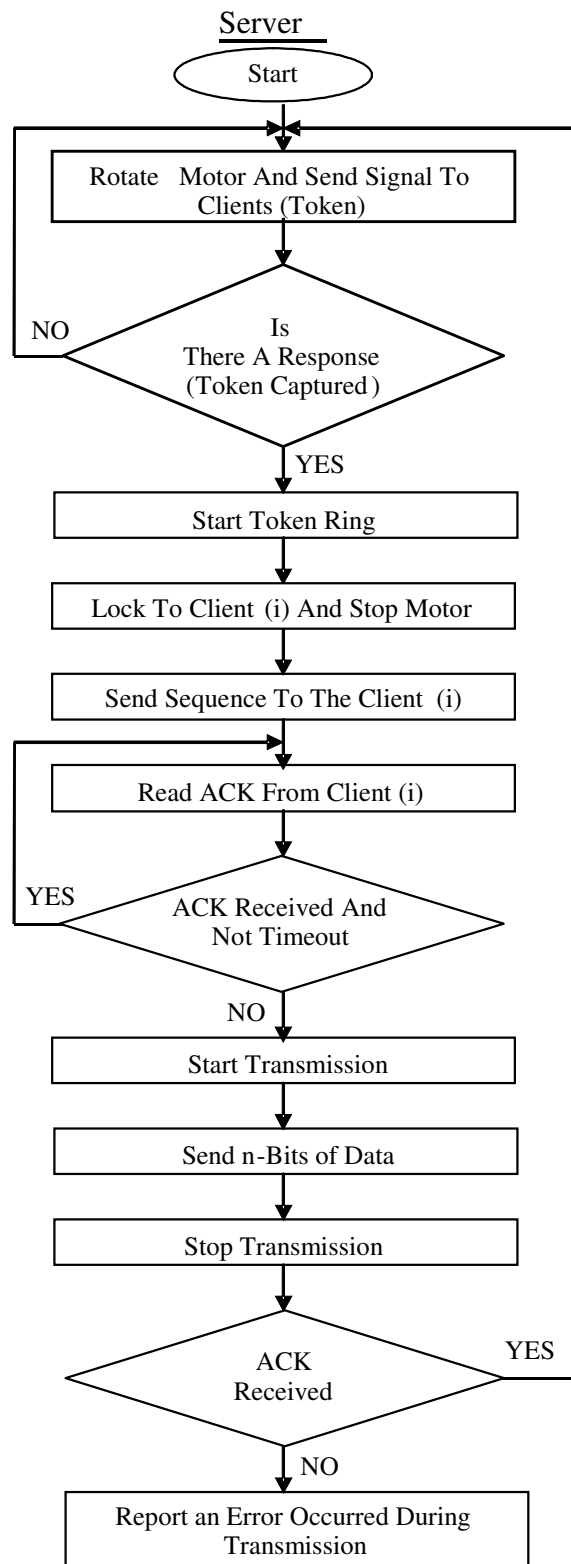 Server
Start
Rotate Motor And Send Signal To
Clients (Token)
NO
Is
There A Response
(Token Captured)
YES
Start Token Ring
Lock To Client (i) And Stop Motor
Send Sequence To The Client (i)
Read ACK From Client (i)
YES
ACK Received And
Not Timeout
NO
Start Transmission
Send n-Bits of Data
Stop Transmission
ACK
Received
YES
NO
Report an Error Occurred During
Transmission